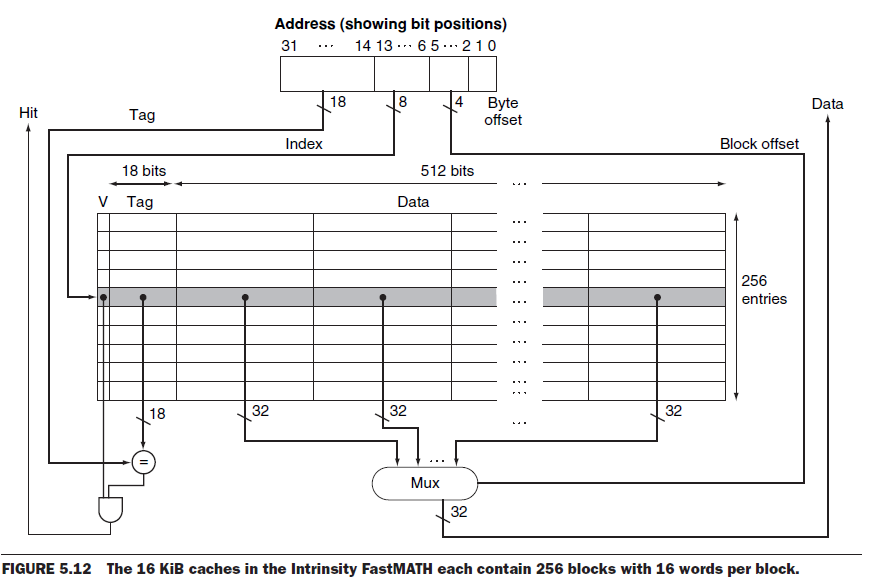 Address (showing bit positions)
31 ··· 14 13 ··· 6 5 ··· 2 1 0
18 8 4 Byte
offset
Hit
Tag
Data
Index
Block offset
18 bits
512 bits
···
V Tag
Data
···
···
···
···
···
256
entries
···
···
···
···
···
18
32
32
···
32
=
···
Mux
32
FIGURE 5.12 The 16 KiB caches in the Intrinsity FastMATH each contain 256 blocks with 16 words per block.